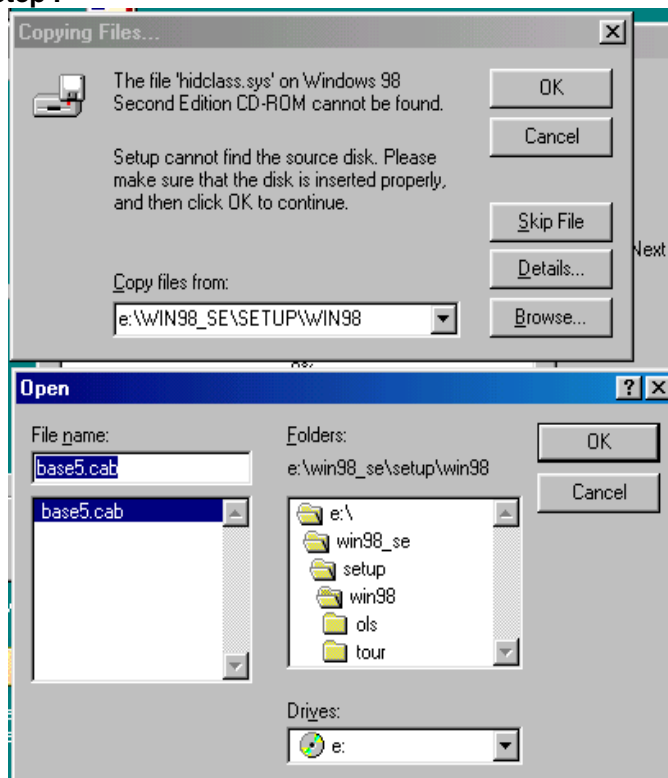 Copying Files...
The file 'hidclass.sys' on Windows 98
Second Edition CD-ROM cannot be found.
Setup cannot find the source disk. Please
make sure that the disk is inserted properly,
and then click OK to continue.
Copy files from:
e:\WIN98_SE\SETUP\WIN98
OK
Cancel
Skip File
Details...
Browse...
Next
Open
File name:
base5.cab
base5.cab
Folders:
e:\win98_se\setup\win98
e:\
win98_se
setup
win98
ols
tour
Drives:
e:
OK
Cancel